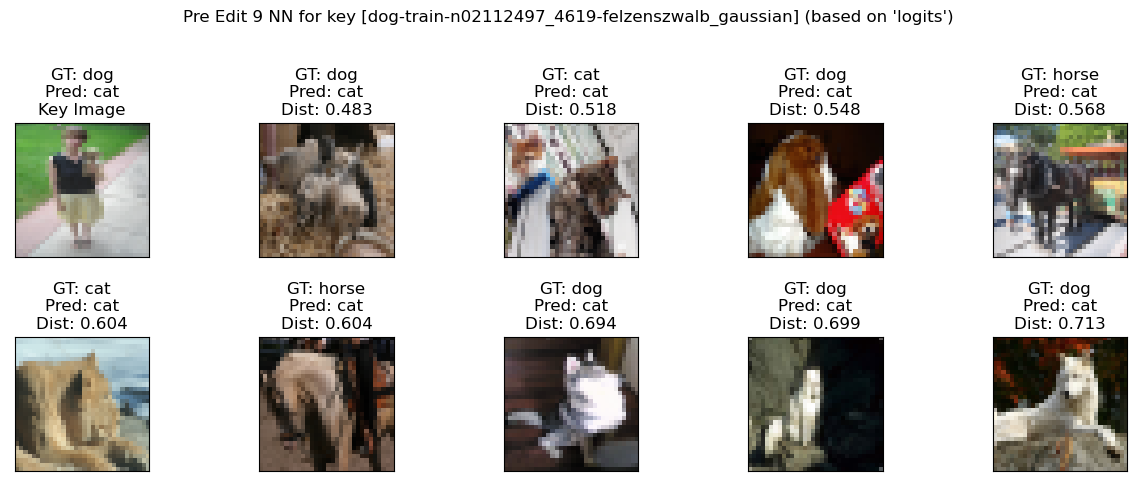 Pre Edit 9 NN for key [dog-train-n02112497_4619-felzenszwalb_gaussian] (based on 'logits')
GT: dog
Pred: cat
Key Image
GT: dog
Pred: cat
Dist: 0.483
GT: cat
Pred: cat
Dist: 0.518
GT: dog
Pred: cat
Dist: 0.548
GT: horse
Pred: cat
Dist: 0.568
GT: cat
Pred: cat
Dist: 0.604
GT: horse
Pred: cat
Dist: 0.604
GT: dog
Pred: cat
Dist: 0.694
GT: dog
Pred: cat
Dist: 0.699
GT: dog
Pred: cat
Dist: 0.713